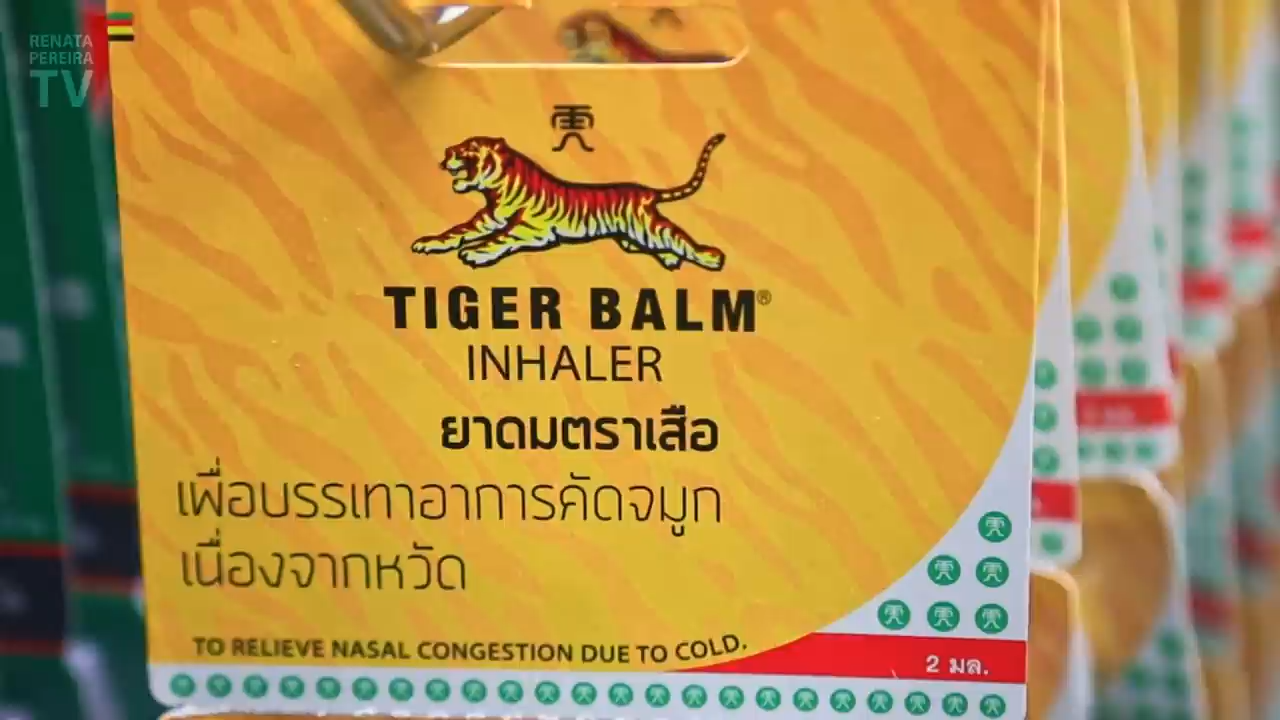 RENATA
PEREIRA
TV
TIGER BALM®
INHALER
ยาดมตราเสือ
เพื่อบรรเทาอาการคัดจมูก
เนื่องจากหวัด
TO RELIEVE NASAL CONGESTION DUE TO COLD.
2 มล.